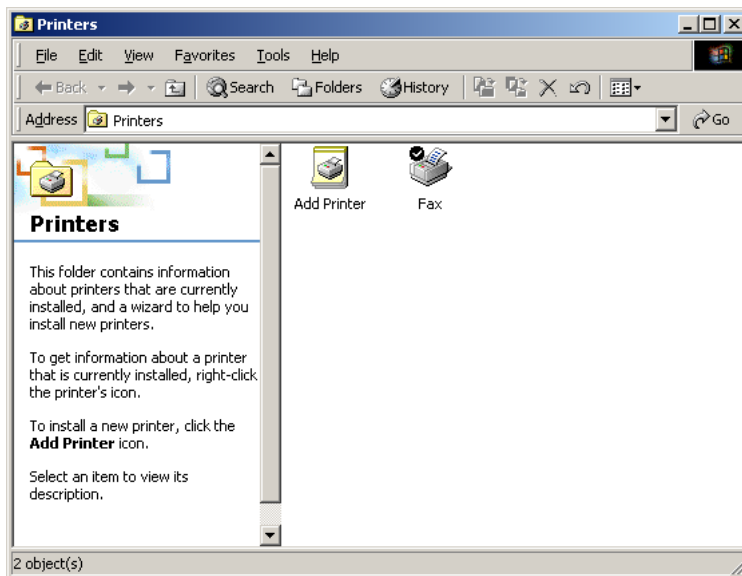 Printers
File Edit View Favorites Tools Help
Back Search Folders History
Address Printers Go
Printers
This folder contains information
about printers that are currently
installed, and a wizard to help you
install new printers.
To get information about a printer
that is currently installed, right-click
the printer's icon.
To install a new printer, click the
Add Printer icon.
Select an item to view its
description.
Add Printer Fax
2 object(s)